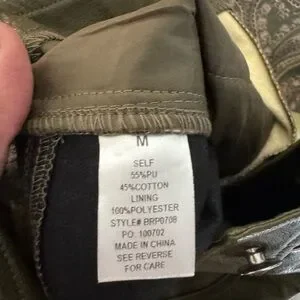 M
SELF
55%PU
45%COTTON
LINING
100%POLYESTER
STYLE# BRP0708
PO: 100702
MADE IN CHINA
SEE REVERSE
FOR CARE